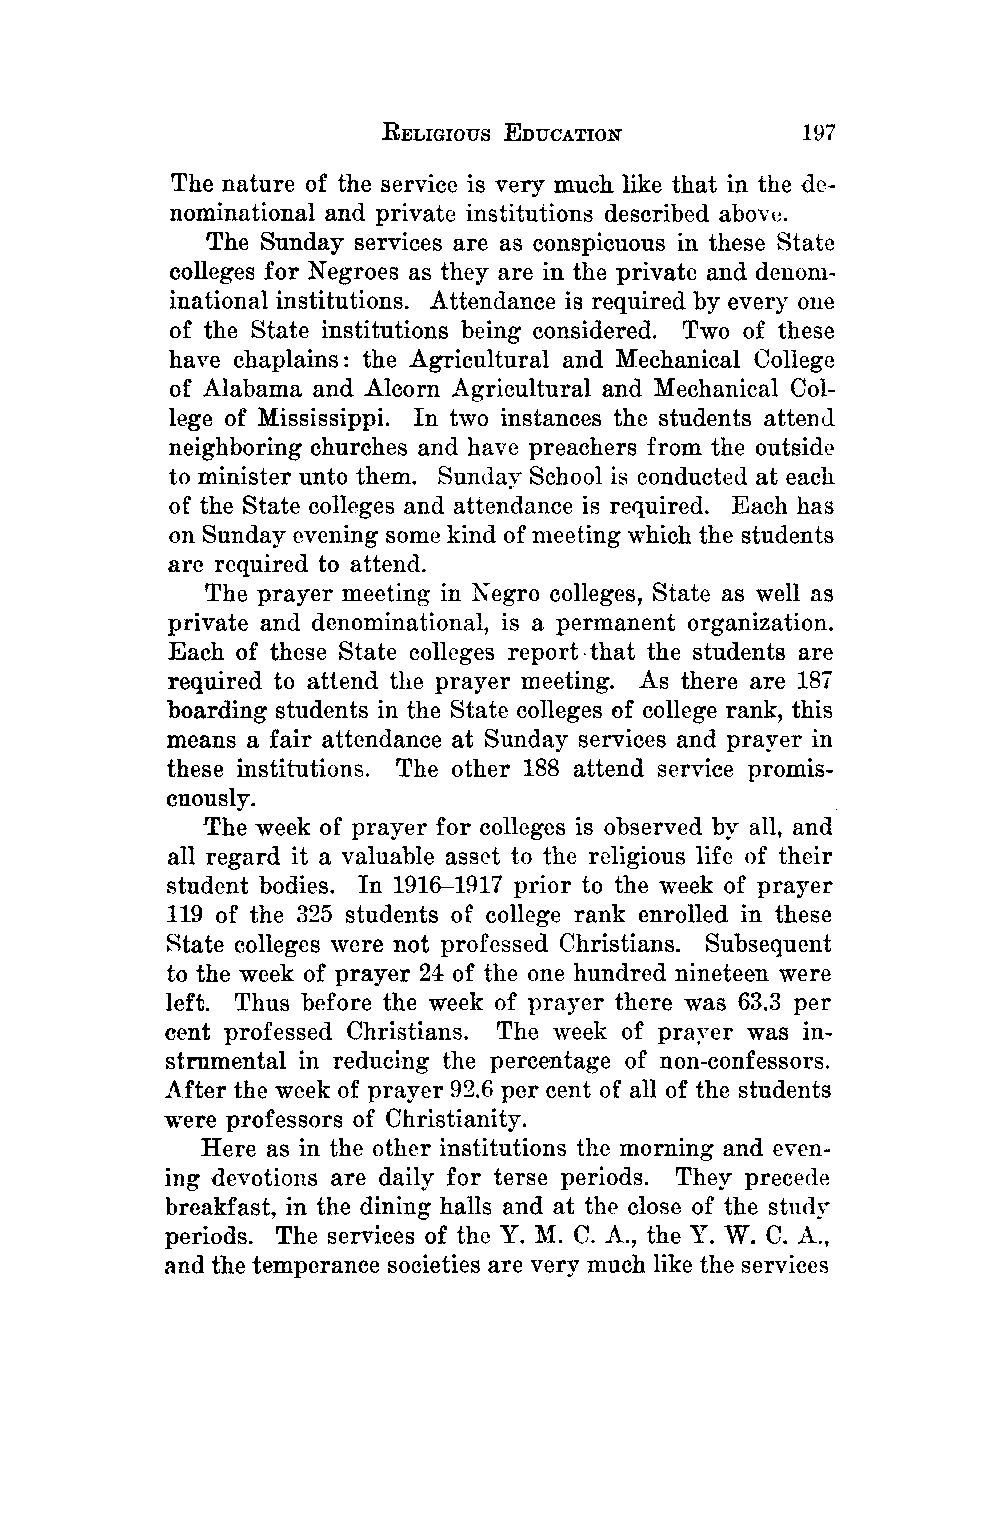 RELIGIOUS EDUCATION 197
The nature of the service is very much like that in the de-
nominational and private institutions described above.
The Sunday services are as conspicuous in these State
colleges for Negroes as they are in the private and denom-
inational institutions. Attendance is required by every one
of the State institutions being considered. Two of these
have chaplains: the Agricultural and Mechanical College
of Alabama and Alcorn Agricultural and Mechanical Col-
lege of Mississippi. In two instances the students attend
neighboring churches and have preachers from the outside
to minister unto them. Sunday School is conducted at each
of the State colleges and attendance is required. Each has
on Sunday evening some kind of meeting which the students
are required to attend.
The prayer meeting in Negro colleges, State as well as
private and denominational, is a permanent organization.
Each of these State colleges report that the students are
required to attend the prayer meeting. As there are 187
boarding students in the State colleges of college rank, this
means a fair attendance at Sunday services and prayer in
these institutions. The other 188 attend service promis-
cuously.
The week of prayer for colleges is observed by all, and
all regard it a valuable asset to the religious life of their
student bodies. In 1916–1917 prior to the week of prayer
119 of the 325 students of college rank enrolled in these
State colleges were not professed Christians. Subsequent
to the week of prayer 24 of the one hundred nineteen were
left. Thus before the week of prayer there was 63.3 per
cent professed Christians. The week of prayer was in-
strumental in reducing the percentage of non-confessors.
After the week of prayer 92.6 per cent of all of the students
were professors of Christianity.
Here as in the other institutions the morning and even-
ing devotions are daily for terse periods. They precede
breakfast, in the dining halls and at the close of the study
periods. The services of the Y. M. C. A., the Y. W. C. A.,
and the temperance societies are very much like the services